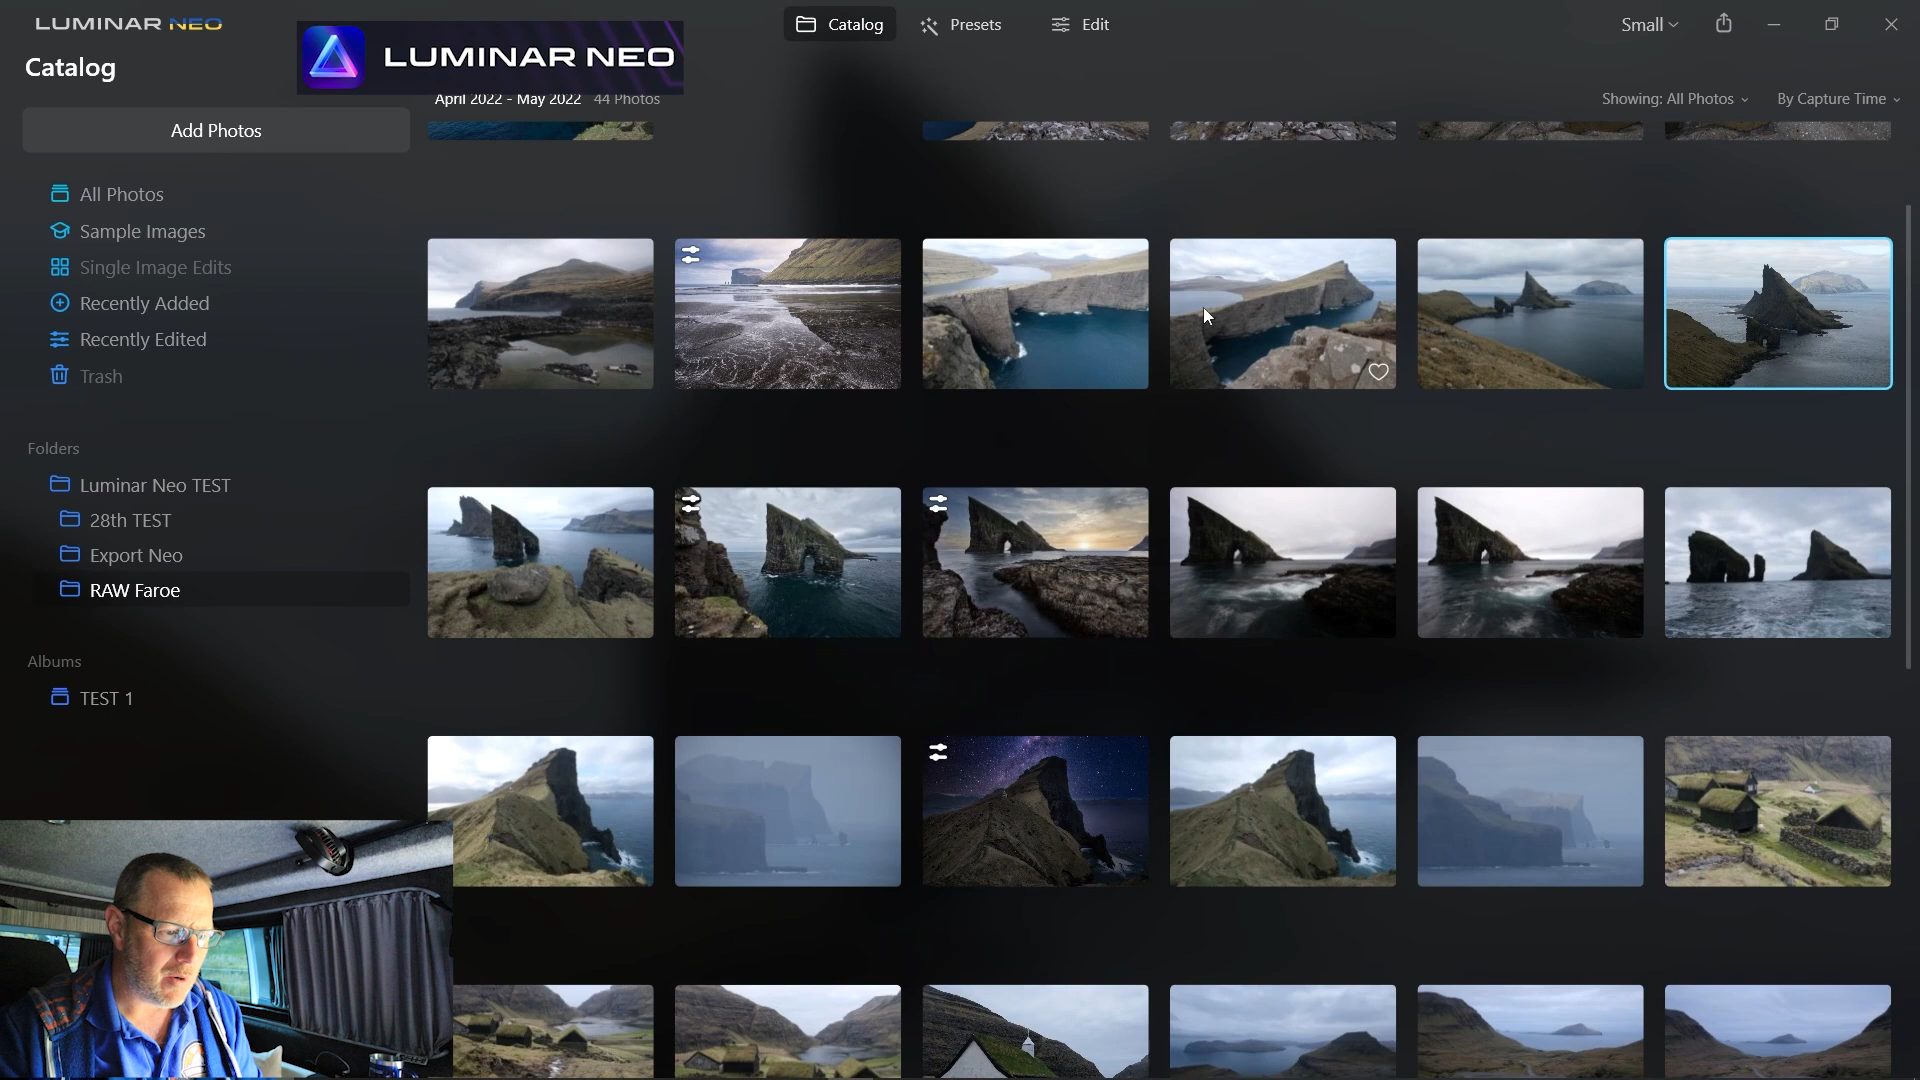 LUMINAR NEO
Catalog
Presets
Edit
Small
LUMINAR NEO
Catalog
April 2022 - May 2022
44 Photos
Showing: All Photos
By Capture Time
Add Photos
All Photos
Sample Images
Single Image Edits
Recently Added
Recently Edited
Trash
Folders
Luminar Neo TEST
28th TEST
Export Neo
RAW Faroe
Albums
TEST 1